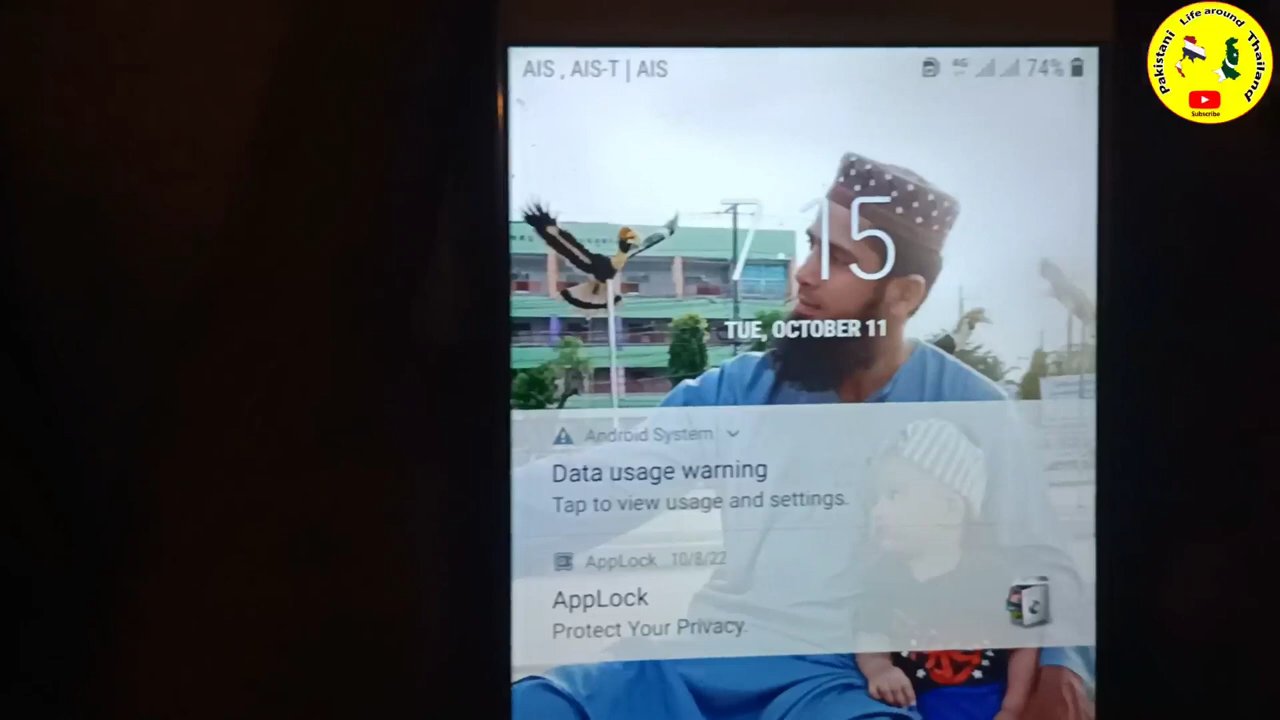 AIS , AIS-T | AIS
4G
74%
7:15
TUE, OCTOBER 11
Android System
Data usage warning
Tap to view usage and settings.
AppLock 10/8/22
AppLock
Protect Your Privacy.
Pakistani Life around Thailand
Subscribe